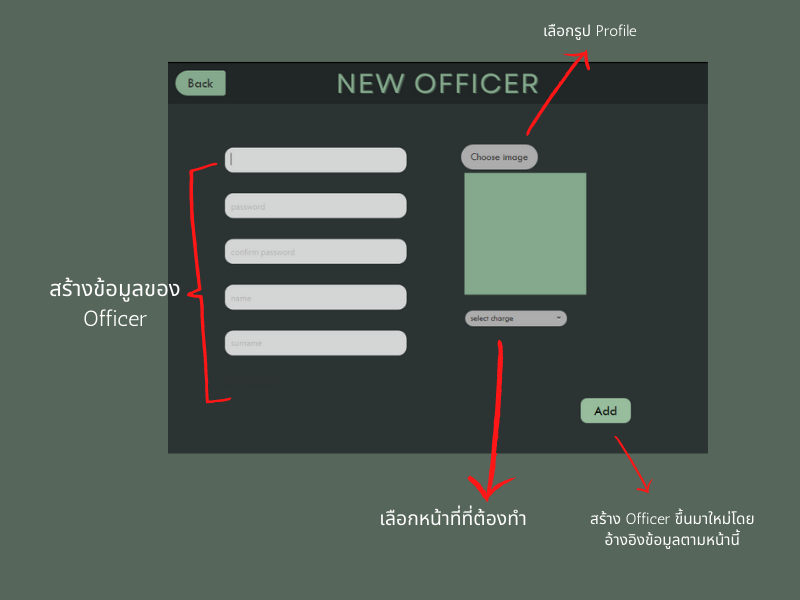 เลือกรูป Profile
Back
NEW OFFICER
Choose image
password
confirm password
name
surname
select charge
Add
สร้างข้อมูลของ
Officer
เลือกหน้าที่ที่ต้องทำ
สร้าง Officer ขึ้นมาใหม่โดย
อ้างอิงข้อมูลตามหน้านี้